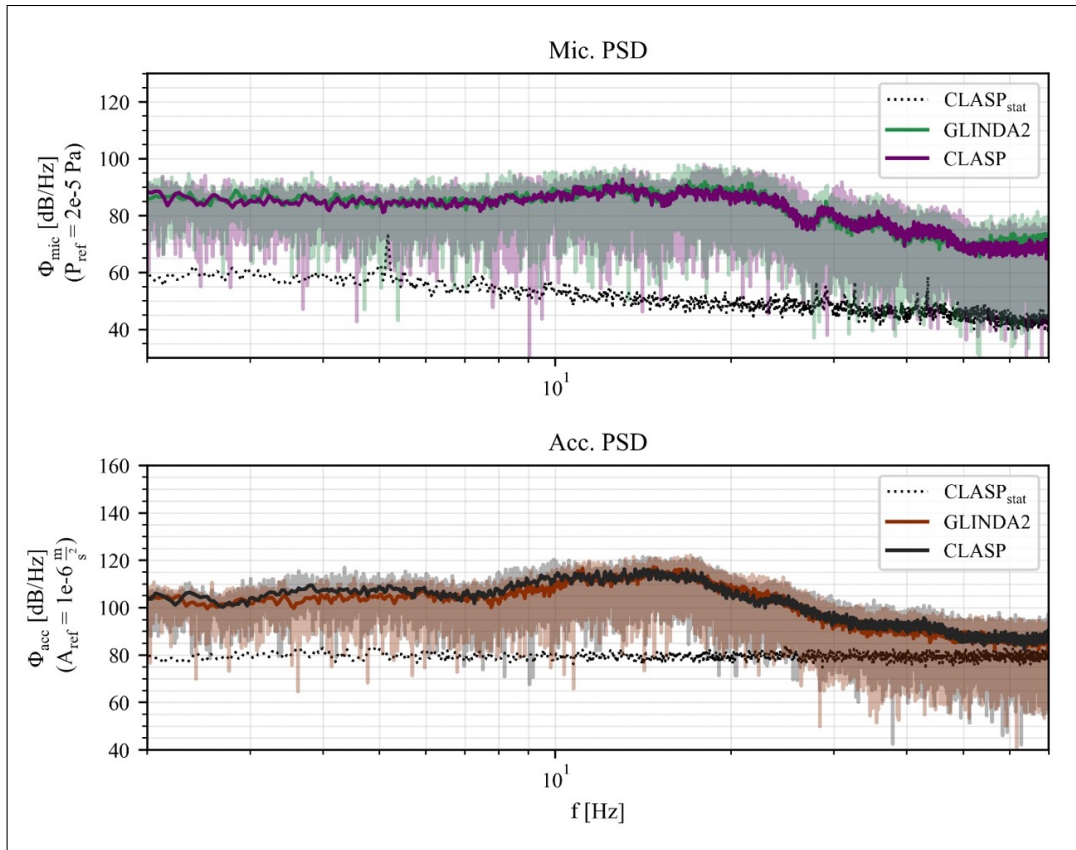 Mic. PSD
120
100
80
60
40
Φmic [dB/Hz]
(Pref = 2e-5 Pa)
CLASPstat
GLINDA2
CLASP
10¹
Acc. PSD
160
140
120
100
80
60
40
Φacc [dB/Hz]
(Aref = 1e-6 m/s²)
CLASPstat
GLINDA2
CLASP
10¹
f [Hz]